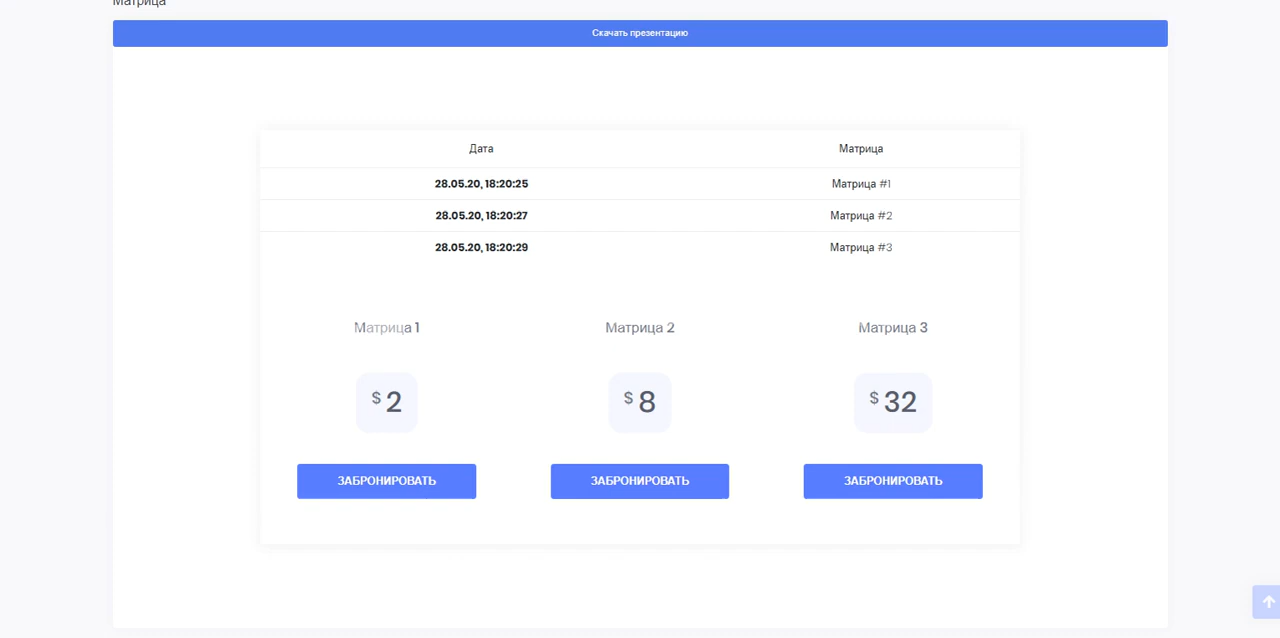 Матрица
Скачать презентацию
Дата Матрица
28.05.20, 18:20:25 Матрица #1
28.05.20, 18:20:27 Матрица #2
28.05.20, 18:20:29 Матрица #3
Матрица 1 Матрица 2 Матрица 3
$ 2 $ 8 $ 32
ЗАБРОНИРОВАТЬ ЗАБРОНИРОВАТЬ ЗАБРОНИРОВАТЬ